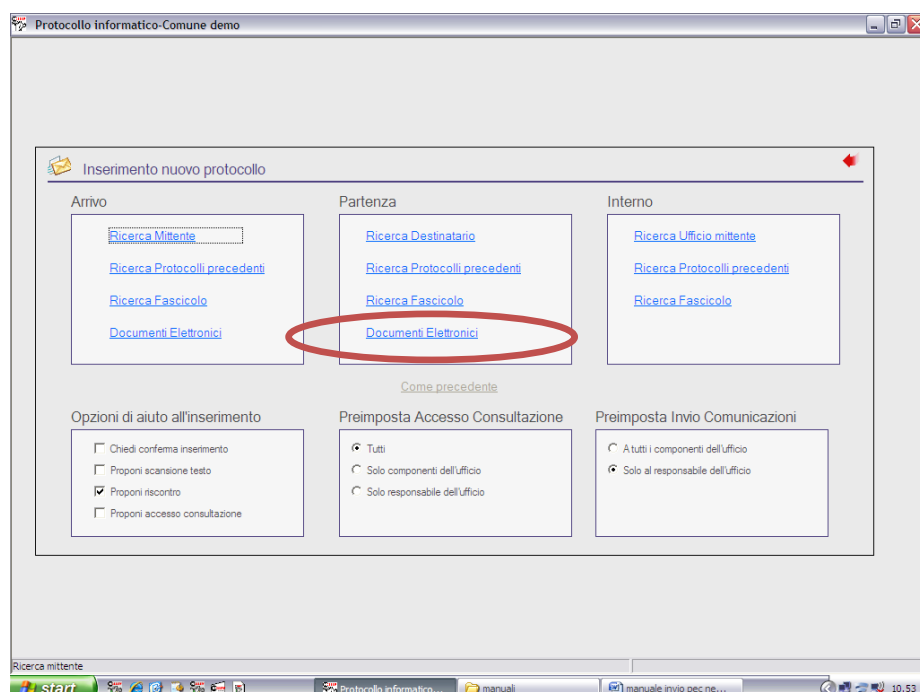 Protocollo informatico-Comune demo
Inserimento nuovo protocollo
Arrivo
Ricerca Mittente
Ricerca Protocolli precedenti
Ricerca Fascicolo
Documenti Elettronici
Partenza
Ricerca Destinatario
Ricerca Protocolli precedenti
Ricerca Fascicolo
Documenti Elettronici
Interno
Ricerca Ufficio mittente
Ricerca Protocolli precedenti
Ricerca Fascicolo
Come precedente
Opzioni di aiuto all'inserimento
Chiedi conferma inserimento
Proponi scansione testo
Proponi riscontro
Proponi accesso consultazione
Preimposta Accesso Consultazione
Tutti
Solo componenti dell'ufficio
Solo responsabile dell'ufficio
Preimposta Invio Comunicazioni
A tutti i componenti dell'ufficio
Solo al responsabile dell'ufficio
Ricerca mittente
start
Protocollo informatico...
manuali
manuale invio pec ne...
10.53